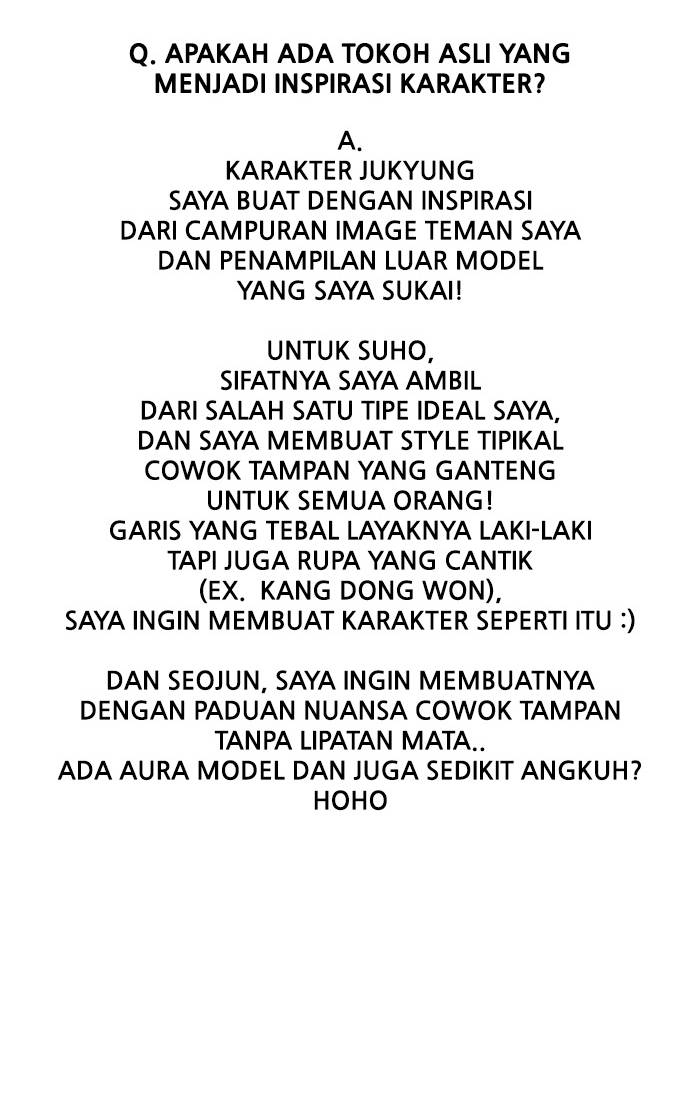 Q. APAKAH ADA TOKOH ASLI YANG
MENJADI INSPIRASI KARAKTER?
A.
KARAKTER JUKYUNG
SAYA BUAT DENGAN INSPIRASI
DARI CAMPURAN IMAGE TEMAN SAYA
DAN PENAMPILAN LUAR MODEL
YANG SAYA SUKAI!
UNTUK SUHO,
SIFATNYA SAYA AMBIL
DARI SALAH SATU TIPE IDEAL SAYA,
DAN SAYA MEMBUAT STYLE TIPIKAL
COWOK TAMPAN YANG GANTENG
UNTUK SEMUA ORANG!
GARIS YANG TEBAL LAYAKNYA LAKI-LAKI
TAPI JUGA RUPA YANG CANTIK
(EX. KANG DONG WON),
SAYA INGIN MEMBUAT KARAKTER SEPERTI ITU :)
DAN SEOJUN, SAYA INGIN MEMBUATNYA
DENGAN PADUAN NUANSA COWOK TAMPAN
TANPA LIPATAN MATA..
ADA AURA MODEL DAN JUGA SEDIKIT ANGKUH?
HOHO